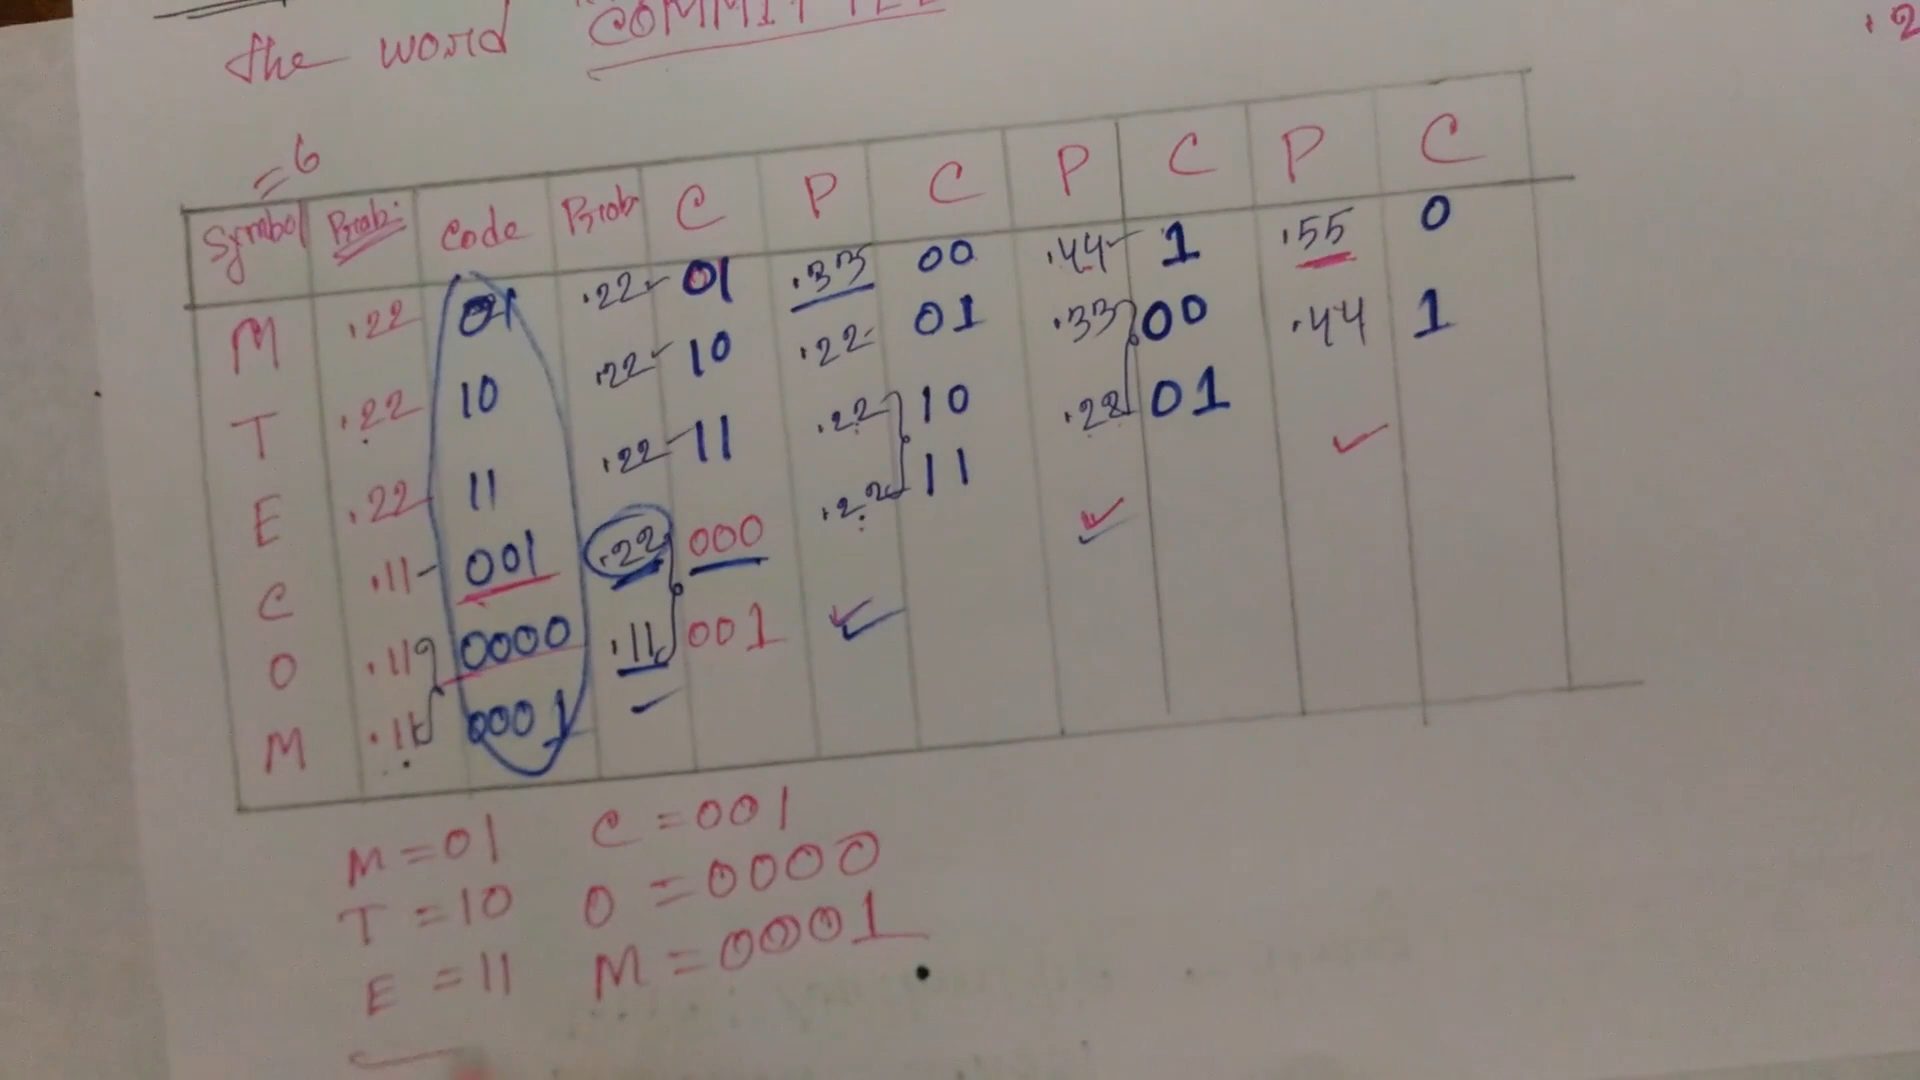 the word COMMITTEE
.2
=6
Symbol Prob: Code Prob C P C P C P C
M .22 01 .22 01 .33 00 .44 1 .55 0
T .22 10 .22 10 .22 01 .33 00 .44 1
E .22 11 .22 11 .22 10 .22 01
C .11 001 .22 000 .22 11
O .11 0000 .11 001
M .11 0001
M=01 C=001
T=10 O=0000
E=11 M=0001